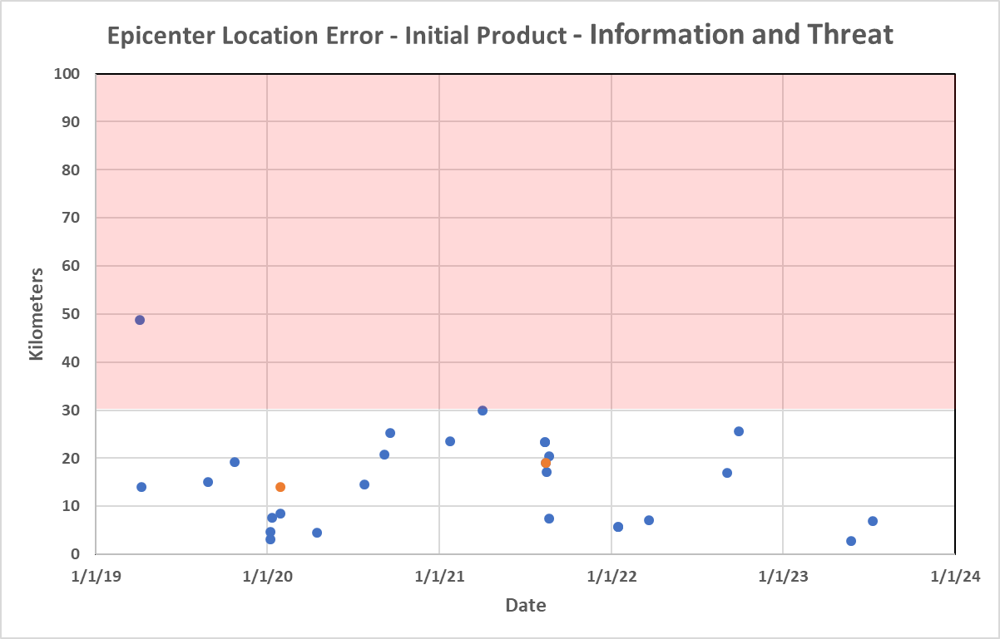 Epicenter Location Error - Initial Product - Information and Threat
100
90
80
70
60
50
40
30
20
10
0
Kilometers
1/1/19 1/1/20 1/1/21 1/1/22 1/1/23 1/1/24
Date